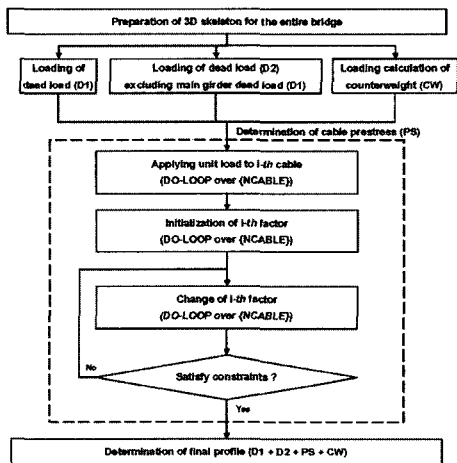 Preparation of 3D skeleton for the entire bridge
Loading of
dead load (D1)
Loading of dead load (D2)
excluding main girder dead load (D1)
Loading calculation of
counterweight (CW)
Determination of cable prestress (PS)
Applying unit load to i-th cable
(DO-LOOP over {NCABLE})
Initialization of i-th factor
(DO-LOOP over {NCABLE})
Change of i-th factor
(DO-LOOP over {NCABLE})
No
Satisfy constraints ?
Yes
Determination of final profile (D1 + D2 + PS + CW)